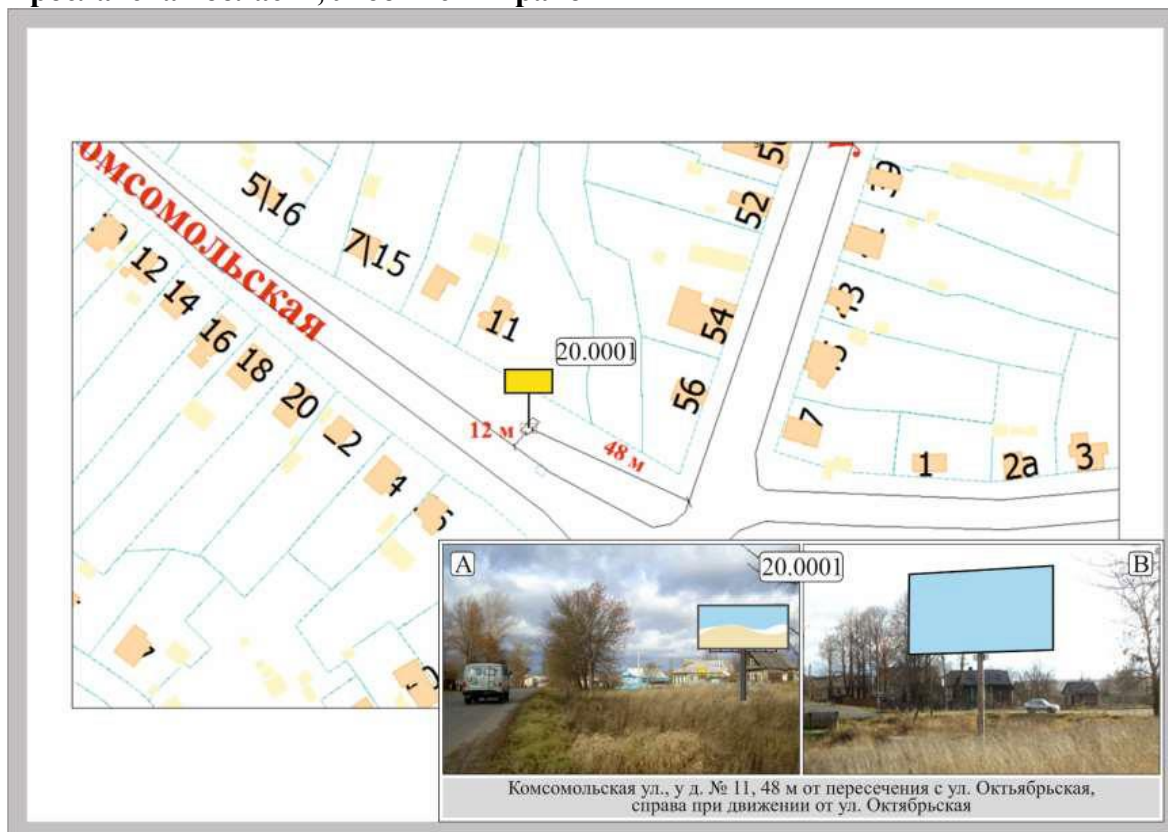 омсомольская
5\16
7\15
11
12
14
16
18
20
52
54
56
7
1
2а
3
20.0001
12 м
48 м
А
20.0001
В
Комсомольская ул., у д. № 11, 48 м от пересечения с ул. Октьябрьская,
справа при движении от ул. Октябрьская